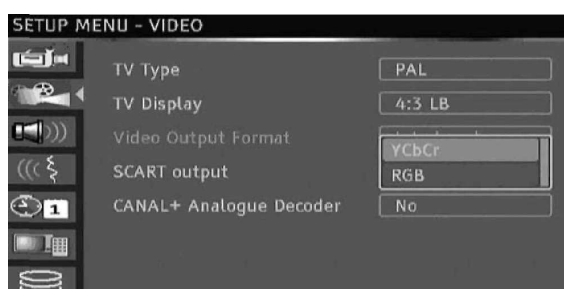 SETUP MENU - VIDEO
TV Type PAL
TV Display 4:3 LB
Video Output Format
YCbCr
SCART output RGB
CANAL+ Analogue Decoder No
1